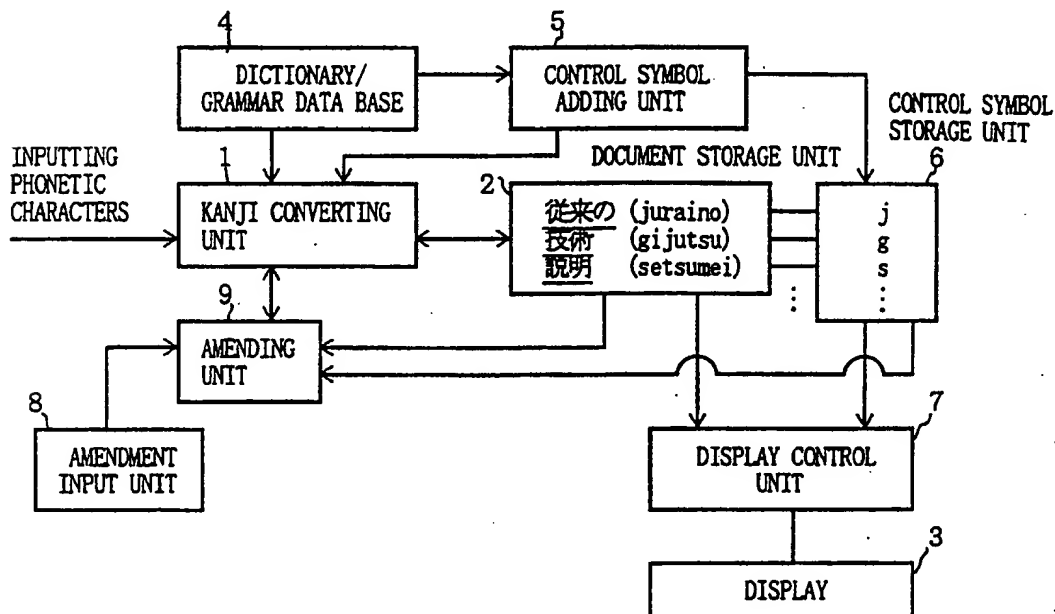 4
DICTIONARY/
GRAMMAR DATA BASE
5
CONTROL SYMBOL
ADDING UNIT
CONTROL SYMBOL
STORAGE UNIT
6
INPUTTING
PHONETIC
CHARACTERS
1
KANJI CONVERTING
UNIT
DOCUMENT STORAGE UNIT
2
従来の (juraino)
技術 (gijutsu)
説明 (setsumei)
⋮
j
g
s
⋮
9
AMENDING
UNIT
8
AMENDMENT
INPUT UNIT
7
DISPLAY CONTROL
UNIT
3
DISPLAY